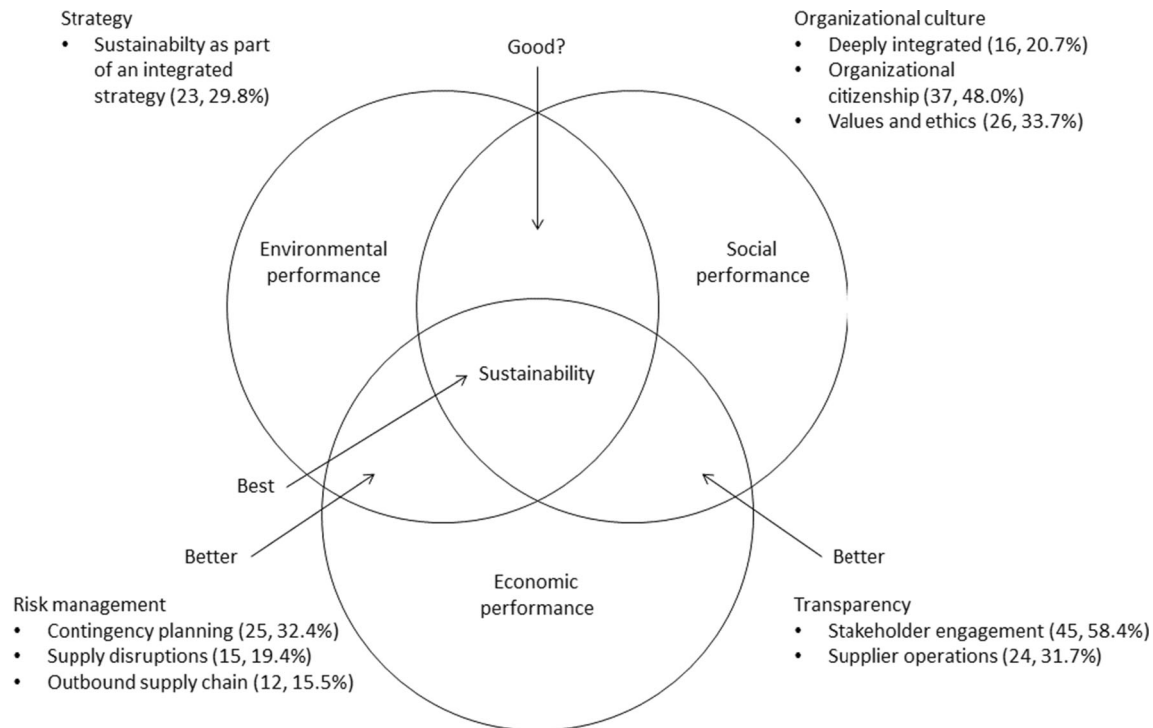 Strategy
• Sustainabilty as part
of an integrated
strategy (23, 29.8%)
Good?
Organizational culture
• Deeply integrated (16, 20.7%)
• Organizational
citizenship (37, 48.0%)
• Values and ethics (26, 33.7%)
Environmental
performance
Social
performance
Sustainability
Best
Better
Better
Economic
performance
Risk management
• Contingency planning (25, 32.4%)
• Supply disruptions (15, 19.4%)
• Outbound supply chain (12, 15.5%)
Transparency
• Stakeholder engagement (45, 58.4%)
• Supplier operations (24, 31.7%)